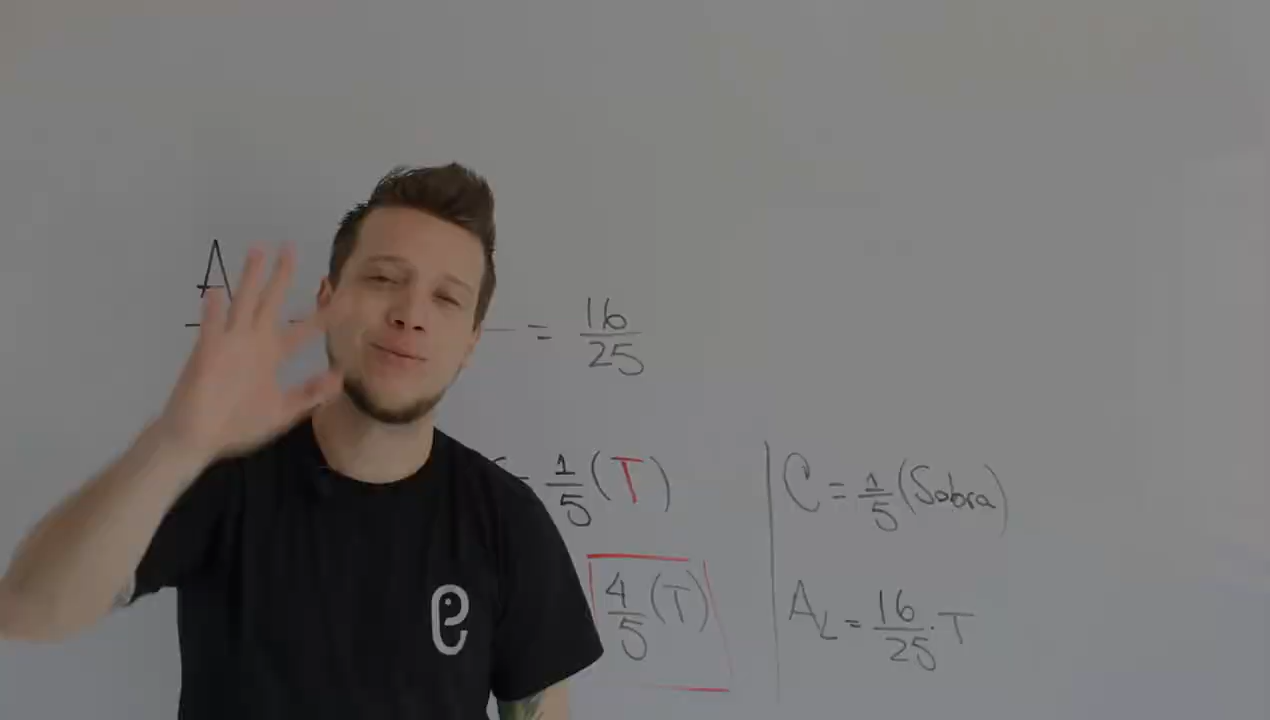 A = 16/25
= 1/5 (T)
4/5 (T)
C = 1/5 (Sobra)
A_L = 16/25 · T
e